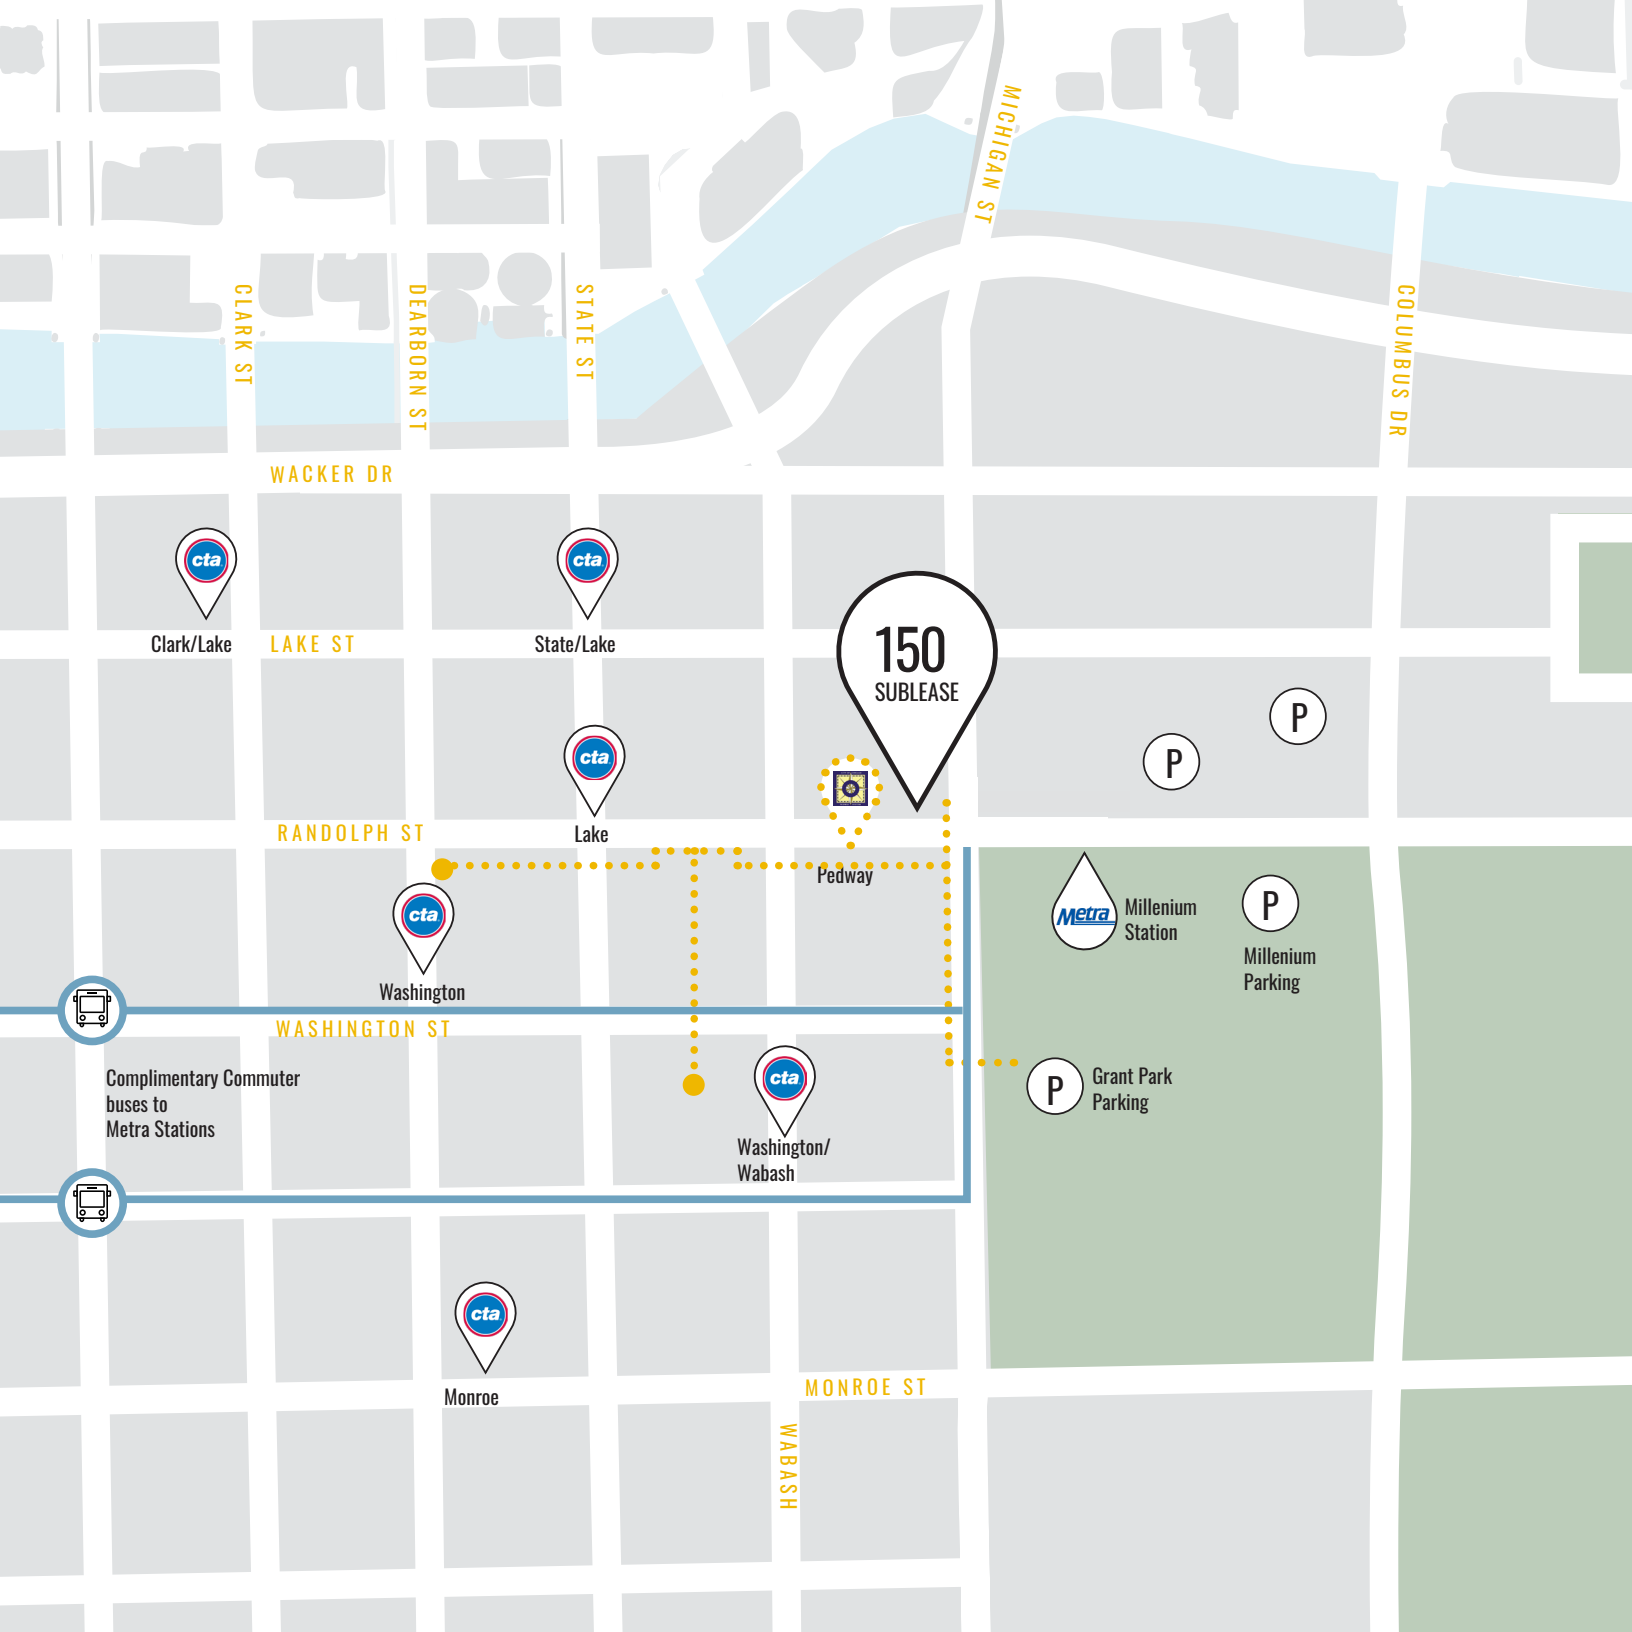 MICHIGAN ST
CLARK ST
DEARBORN ST
STATE ST
COLUMBUS DR
WACKER DR
cta
cta
Clark/Lake
LAKE ST
State/Lake
150
SUBLEASE
P
P
cta
RANDOLPH ST
Lake
Pedway
cta
Metra
Millenium
Station
P
Millenium
Parking
Washington
WASHINGTON ST
Complimentary Commuter
buses to
Metra Stations
cta
Washington/
Wabash
P
Grant Park
Parking
cta
Monroe
MONROE ST
WABASH